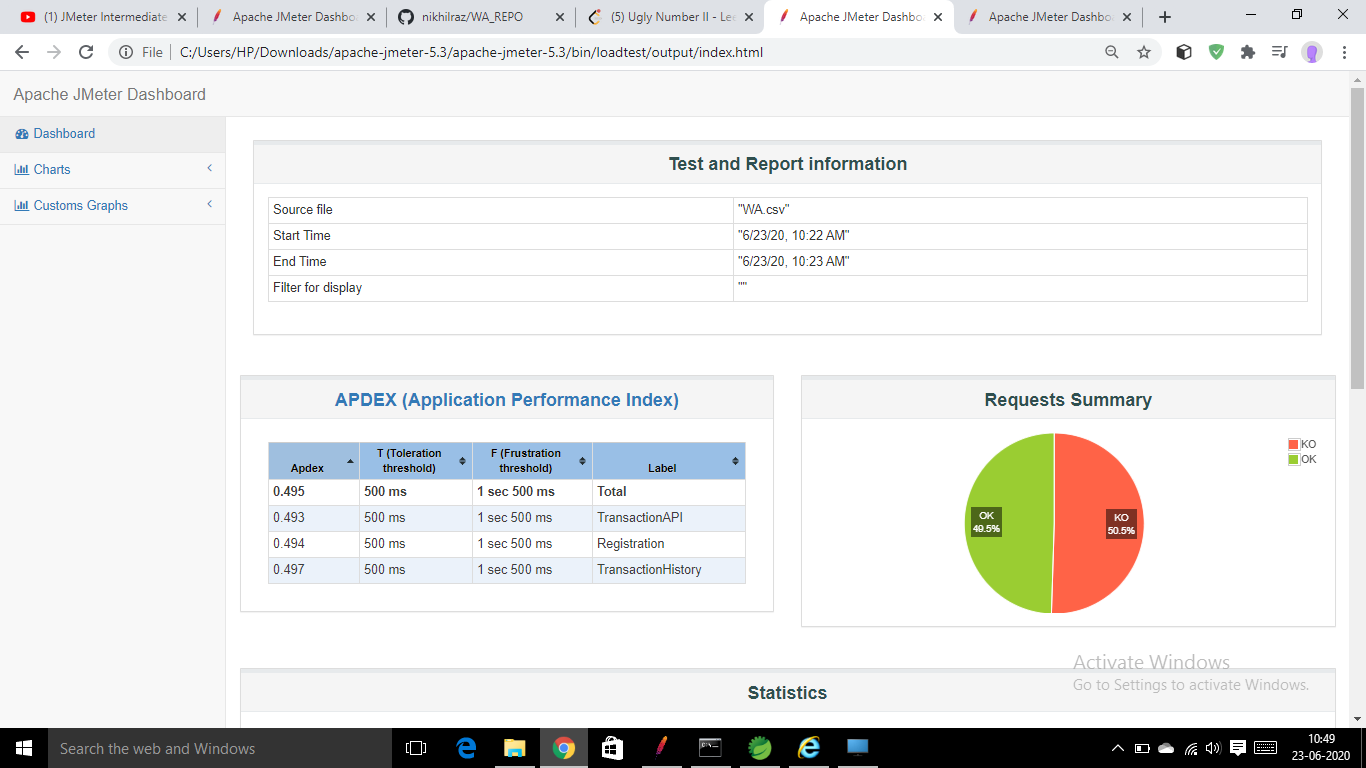 (1) JMeter Intermediate
Apache JMeter Dashbo
nikhilraz/WA_REPO
(5) Ugly Number II - Lee
Apache JMeter Dashbo
Apache JMeter Dashbo
File C:/Users/HP/Downloads/apache-jmeter-5.3/apache-jmeter-5.3/bin/loadtest/output/index.html
Apache JMeter Dashboard
Dashboard
Charts
Customs Graphs
Test and Report information
Source file "WA.csv"
Start Time "6/23/20, 10:22 AM"
End Time "6/23/20, 10:23 AM"
Filter for display ""
APDEX (Application Performance Index)
Apdex T (Toleration threshold) F (Frustration threshold) Label
0.495 500 ms 1 sec 500 ms Total
0.493 500 ms 1 sec 500 ms TransactionAPI
0.494 500 ms 1 sec 500 ms Registration
0.497 500 ms 1 sec 500 ms TransactionHistory
Requests Summary
KO
OK
OK
49.5%
KO
50.5%
Statistics
Activate Windows
Go to Settings to activate Windows.
Search the web and Windows
10:49
23-06-2020